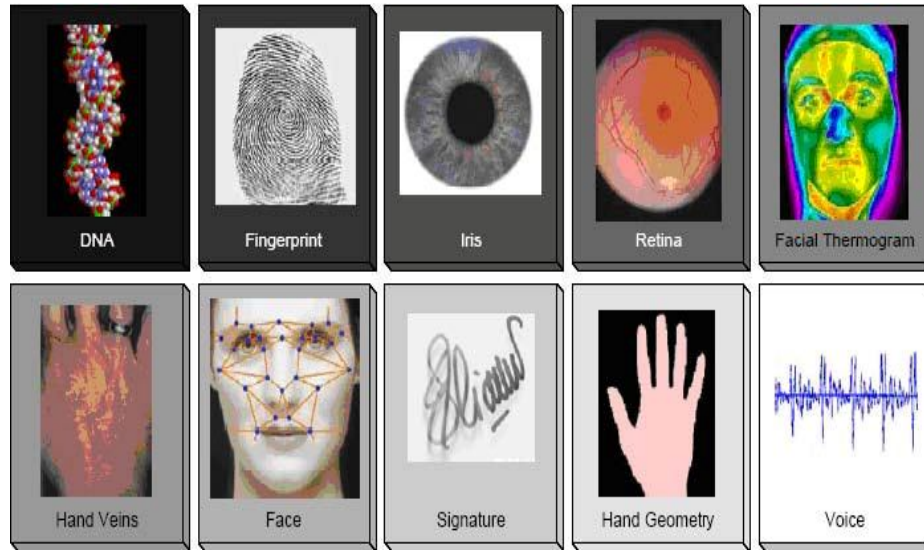 DNA
Fingerprint
Iris
Retina
Facial Thermogram
Hand Veins
Face
Signature
Hand Geometry
Voice